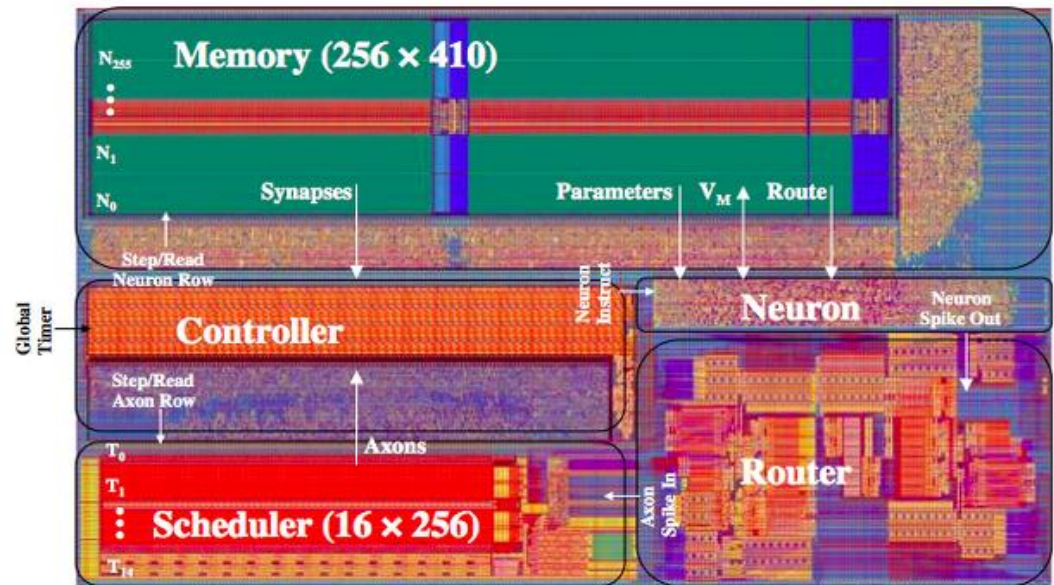 N255
Memory (256 × 410)
N1
N0
Synapses
Parameters
VM
Route
Step/Read
Neuron Row
Neuron
Instruct
Global
Timer
Controller
Neuron
Neuron
Spike Out
Step/Read
Axon Row
Axons
T0
T1
Scheduler (16 × 256)
T14
Axon
Spike In
Router